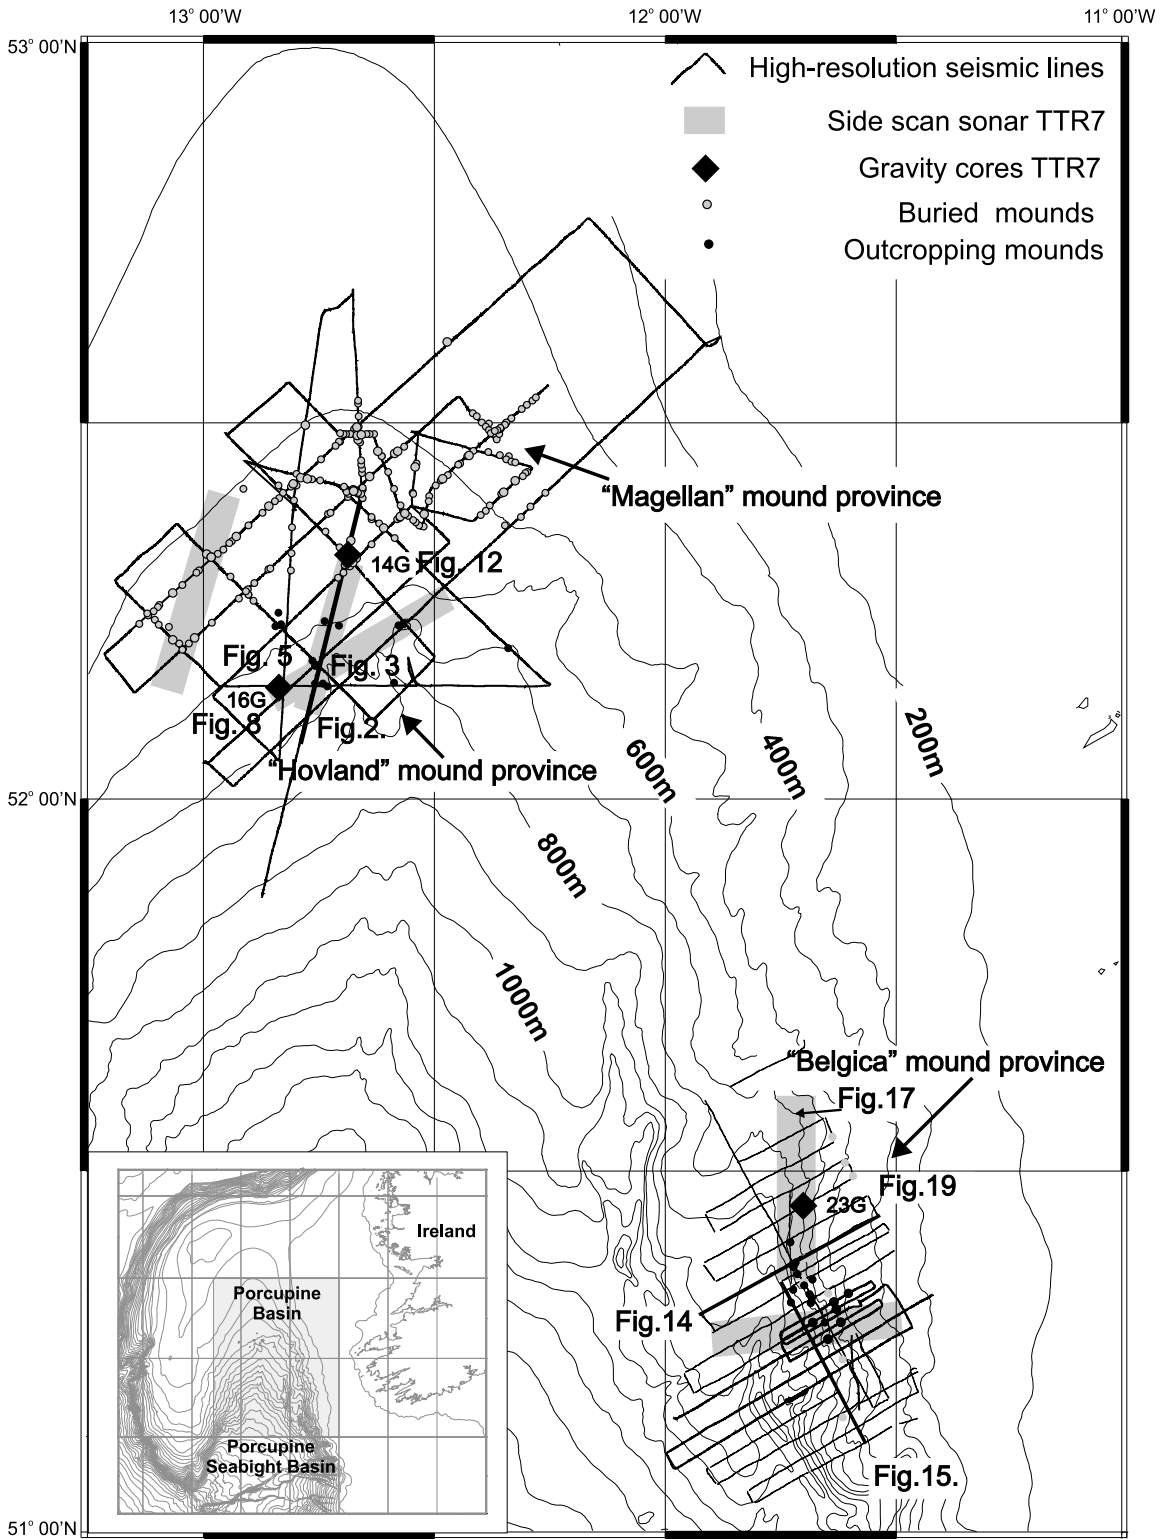 13° 00'W
12° 00'W
11° 00'W
53° 00'N
High-resolution seismic lines
Side scan sonar TTR7
Gravity cores TTR7
Buried mounds
Outcropping mounds
“Magellan” mound province
14G
Fig. 12
Fig. 5
Fig. 3
16G
Fig. 8
Fig.2.
“Hovland” mound province
200m
400m
600m
52° 00'N
800m
1000m
“Belgica” mound province
Fig.17
Fig.19
23G
Fig.14
Fig.15.
Ireland
Porcupine
Basin
Porcupine
Seabight Basin
51° 00'N